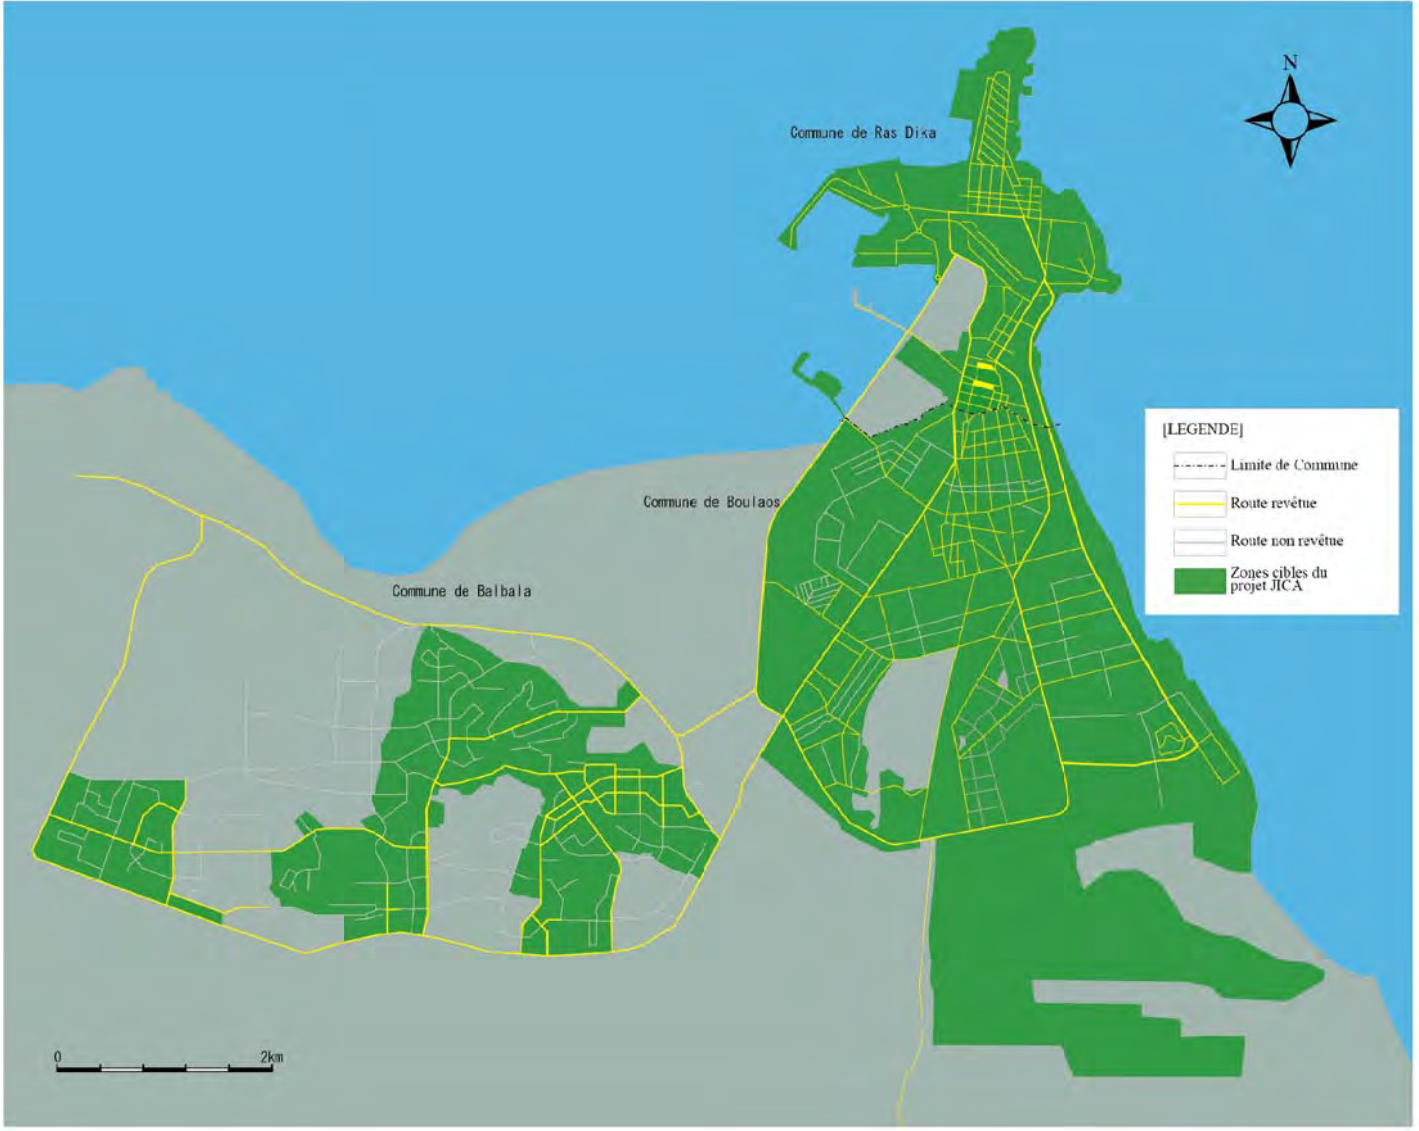 N
Commune de Ras Dika
[LEGENDE]
Limite de Commune
Route revêtue
Route non revêtue
Zones cibles du
projet JICA
Commune de Boulaos
Commune de Balbala
0 2km